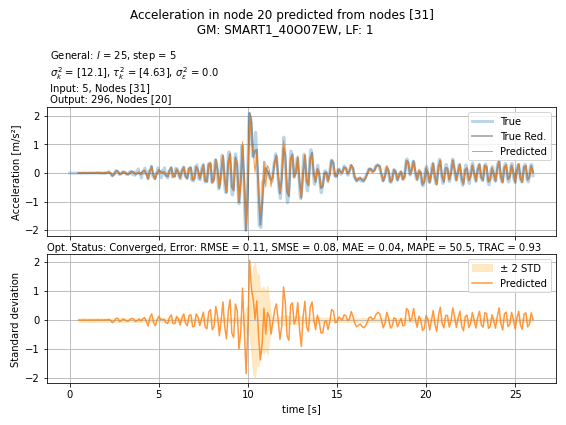 Acceleration in node 20 predicted from nodes [31]
GM: SMART1_40O07EW, LF: 1
General: l = 25, step = 5
σ²ₖ = [12.1], τ²ₖ = [4.63], σ²ε = 0.0
Input: 5, Nodes [31]
Output: 296, Nodes [20]
Acceleration [m/s²]
2
1
0
−1
−2
True
True Red.
Predicted
Opt. Status: Converged, Error: RMSE = 0.11, SMSE = 0.08, MAE = 0.04, MAPE = 50.5, TRAC = 0.93
Standard deviation
2
1
0
−1
−2
± 2 STD
Predicted
0 5 10 15 20 25
time [s]